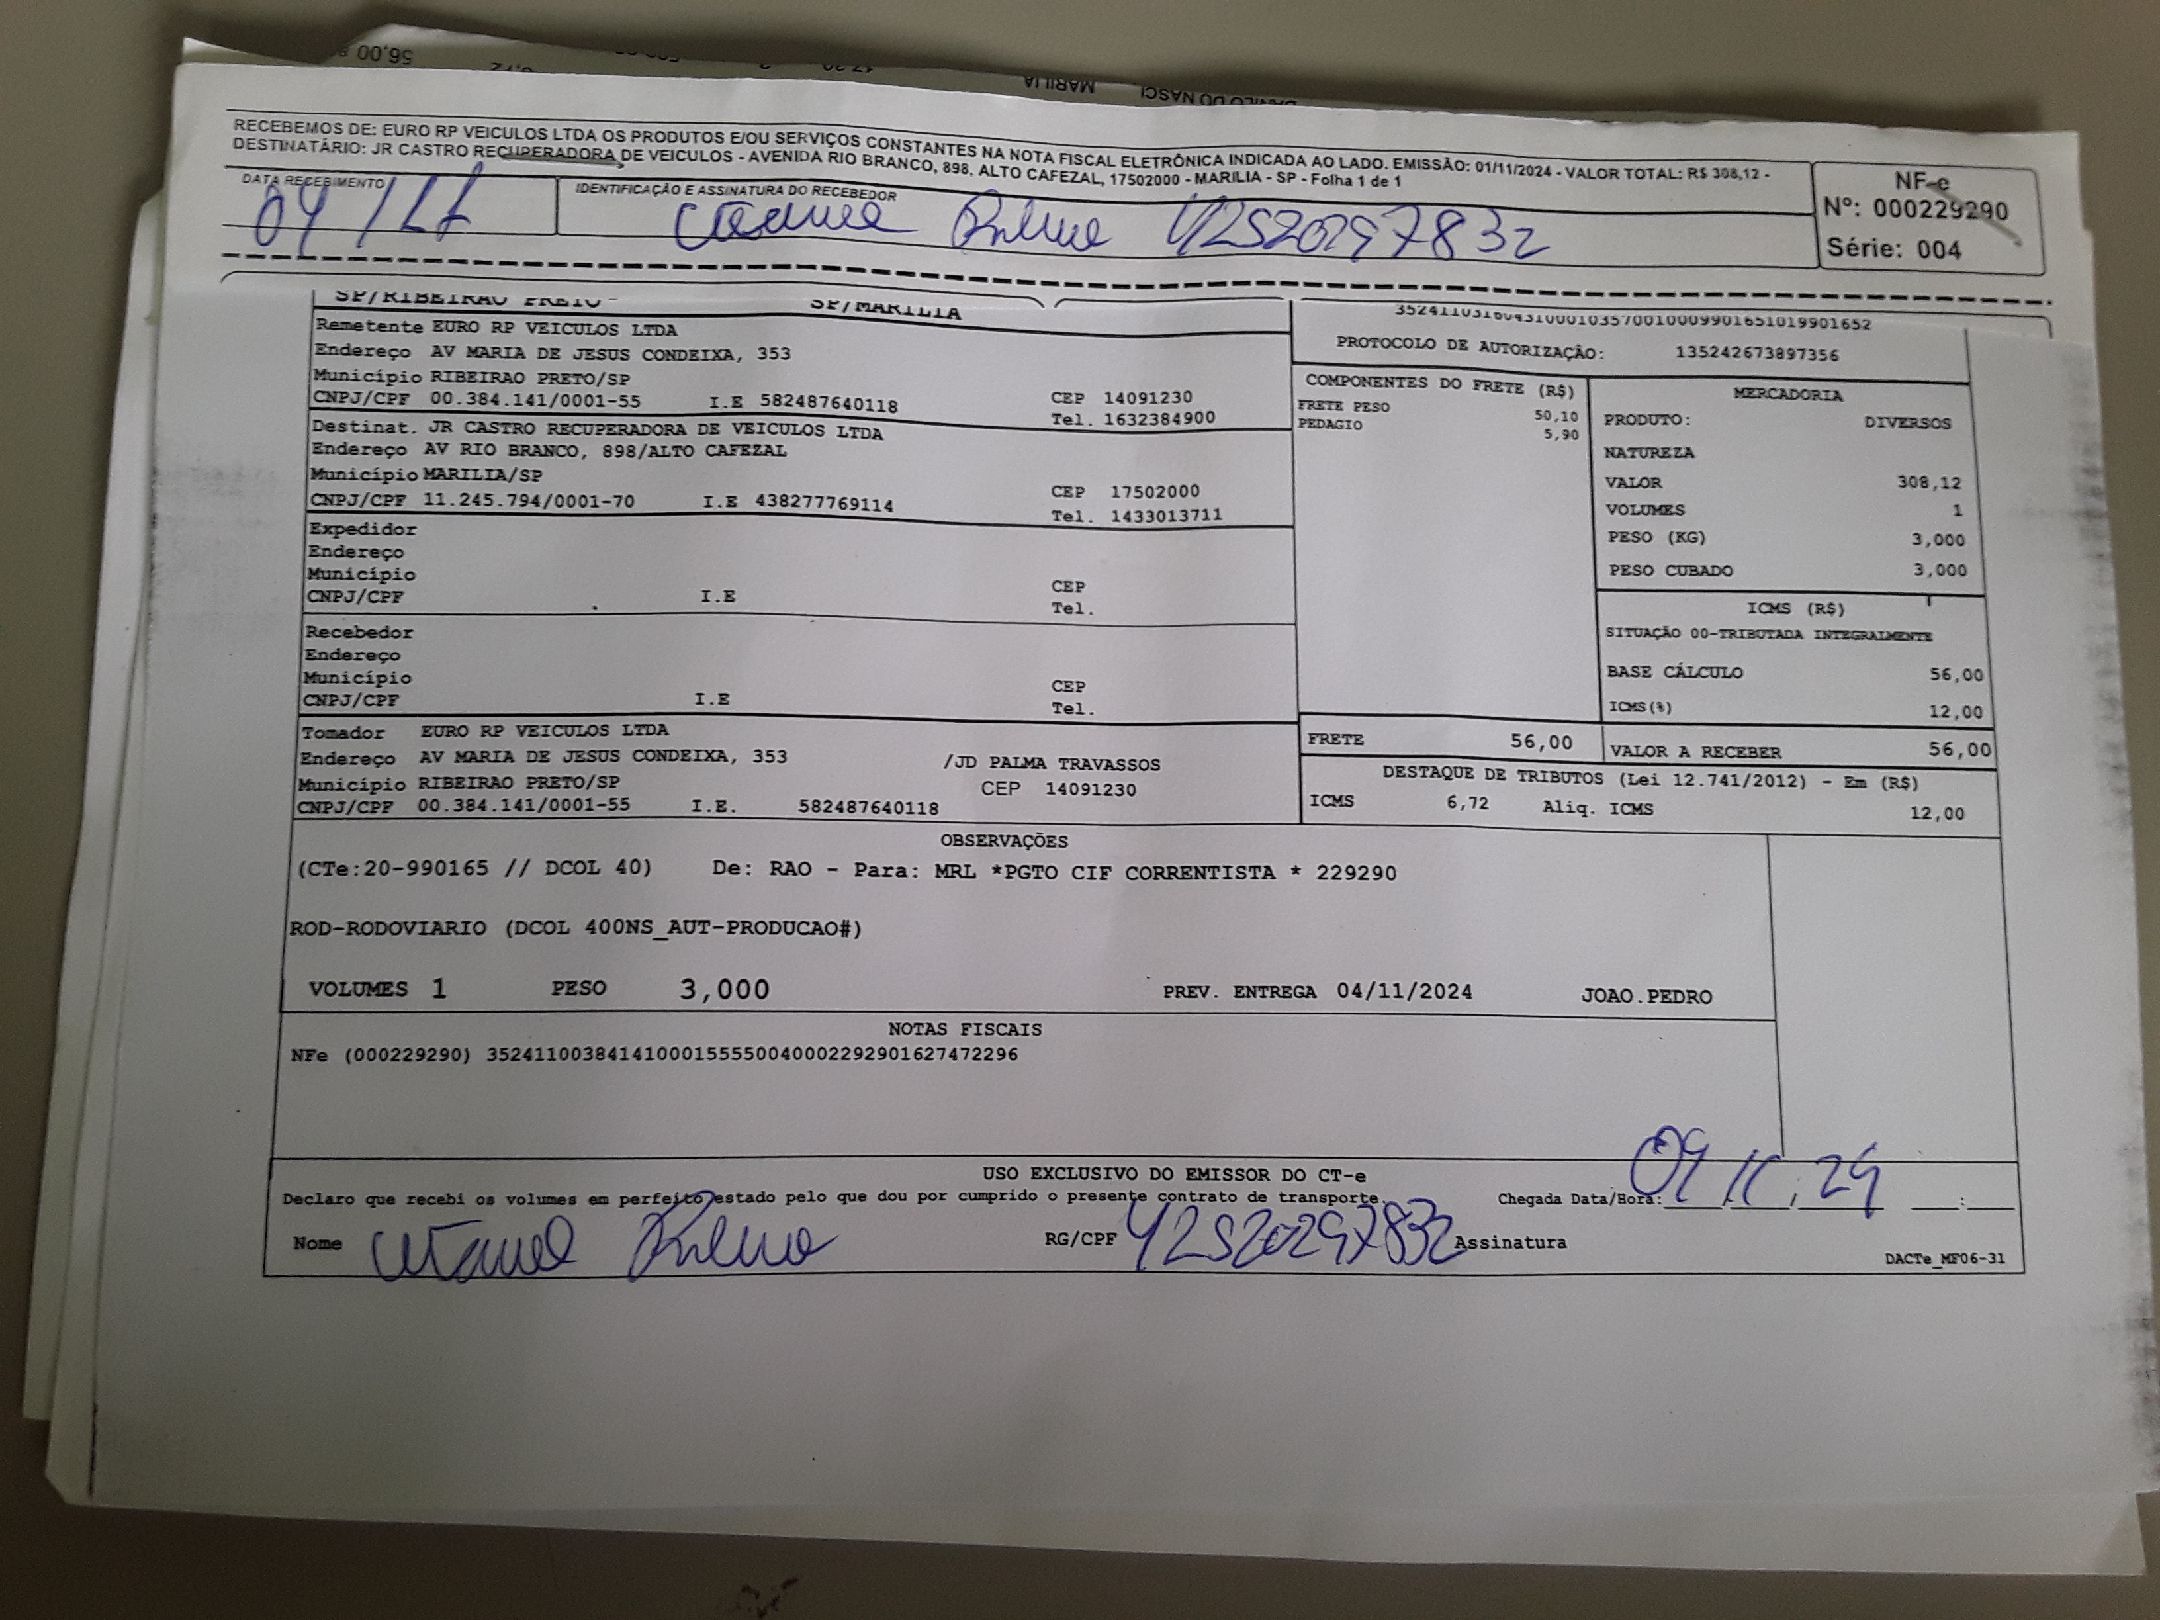 56,00
MARILIA
RECEBEMOS DE: EURO RP VEICULOS LTDA OS PRODUTOS E/OU SERVIÇOS CONSTANTES NA NOTA FISCAL ELETRÔNICA INDICADA AO LADO. EMISSÃO: 01/11/2024 - VALOR TOTAL: R$ 308,12 -
DESTINATÁRIO: JR CASTRO RECUPERADORA DE VEICULOS - AVENIDA RIO BRANCO, 898, ALTO CAFEZAL, 17502000 - MARILIA - SP - Folha 1 de 1
NF-e
Nº: 000229290
Série: 004
DATA RECEBIMENTO
04/11
IDENTIFICAÇÃO E ASSINATURA DO RECEBEDOR
42520297832
SP/RIBEIRAO PRETO - SP/MARILIA
Remetente EURO RP VEICULOS LTDA
Endereço AV MARIA DE JESUS CONDEIXA, 353
Município RIBEIRAO PRETO/SP CEP 14091230
CNPJ/CPF 00.384.141/0001-55 I.E 582487640118 Tel. 1632384900
Destinat. JR CASTRO RECUPERADORA DE VEICULOS LTDA
Endereço AV RIO BRANCO, 898/ALTO CAFEZAL
Município MARILIA/SP CEP 17502000
CNPJ/CPF 11.245.794/0001-70 I.E 438277769114 Tel. 1433013711
Expedidor
Endereço
Município CEP
CNPJ/CPF I.E Tel.
Recebedor
Endereço
Município CEP
CNPJ/CPF I.E Tel.
Tomador EURO RP VEICULOS LTDA
Endereço AV MARIA DE JESUS CONDEIXA, 353 /JD PALMA TRAVASSOS
Município RIBEIRAO PRETO/SP CEP 14091230
CNPJ/CPF 00.384.141/0001-55 I.E. 582487640118
PROTOCOLO DE AUTORIZAÇÃO: 135242673897356
COMPONENTES DO FRETE (R$)
FRETE PESO 50,10
PEDAGIO 5,90
MERCADORIA
PRODUTO: DIVERSOS
NATUREZA
VALOR 308,12
VOLUMES 1
PESO (KG) 3,000
PESO CUBADO 3,000
ICMS (R$)
SITUAÇÃO 00-TRIBUTADA INTEGRALMENTE
BASE CÁLCULO 56,00
ICMS(%) 12,00
FRETE 56,00 VALOR A RECEBER 56,00
DESTAQUE DE TRIBUTOS (Lei 12.741/2012) - Em (R$)
ICMS 6,72 Aliq. ICMS 12,00
OBSERVAÇÕES
(CTe:20-990165 // DCOL 40) De: RAO - Para: MRL *PGTO CIF CORRENTISTA * 229290
ROD-RODOVIARIO (DCOL 400NS_AUT-PRODUCAO#)
VOLUMES 1 PESO 3,000 PREV. ENTREGA 04/11/2024 JOAO.PEDRO
NOTAS FISCAIS
NFe (000229290) 35241100384141000155550040002292901627472296
USO EXCLUSIVO DO EMISSOR DO CT-e
Declaro que recebi os volumes em perfeito estado pelo que dou por cumprido o presente contrato de transporte.
Chegada Data/Hora: 04 11 24 :
Nome
RG/CPF 42520297832 Assinatura
DACTe_MF06-31